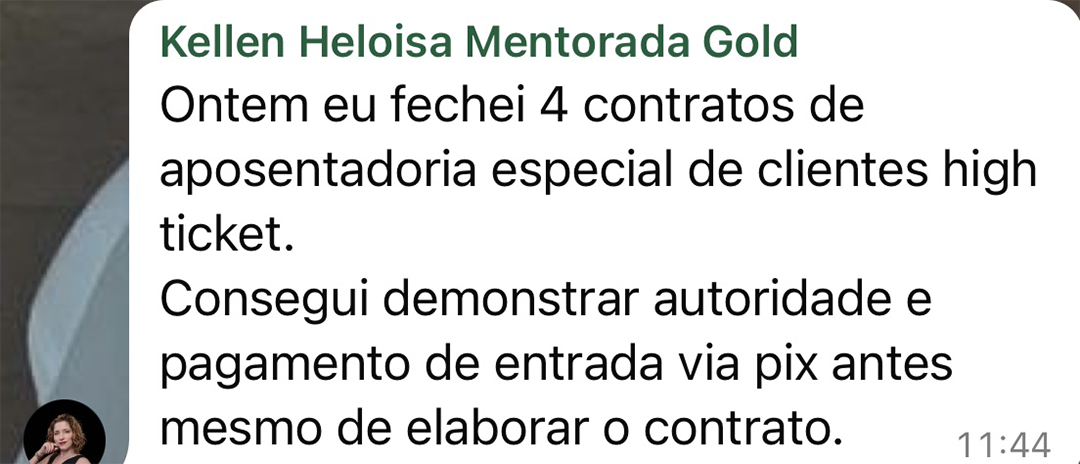 Kellen Heloisa Mentorada Gold
Ontem eu fechei 4 contratos de
aposentadoria especial de clientes high
ticket.
Consegui demonstrar autoridade e
pagamento de entrada via pix antes
mesmo de elaborar o contrato.
11:44